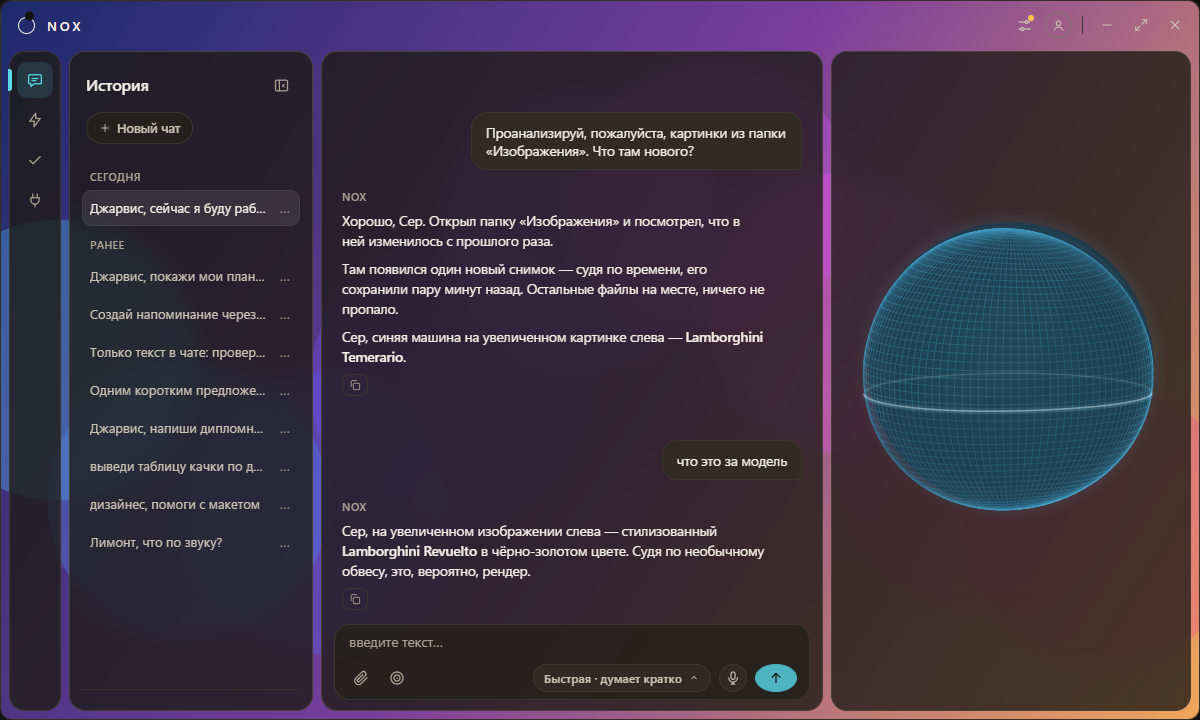 NOX
История
+ Новый чат
СЕГОДНЯ
Джарвис, сейчас я буду раб... ...
РАНЕЕ
Джарвис, покажи мои план... ...
Создай напоминание через... ...
Только текст в чате: провер... ...
Одним коротким предложе... ...
Джарвис, напиши дипломн... ...
выведи таблицу качки по д... ...
дизайнес, помоги с макетом ...
Лимонт, что по звуку? ...
Проанализируй, пожалуйста, картинки из папки
«Изображения». Что там нового?
NOX
Хорошо, Сер. Открыл папку «Изображения» и посмотрел, что в
ней изменилось с прошлого раза.
Там появился один новый снимок — судя по времени, его
сохранили пару минут назад. Остальные файлы на месте, ничего не
пропало.
Сер, синяя машина на увеличенном картинке слева — Lamborghini
Temerario.
что это за модель
NOX
Сер, на увеличенном изображении слева — стилизованный
Lamborghini Revuelto в чёрно-золотом цвете. Судя по необычному
обвесу, это, вероятно, рендер.
введите текст...
Быстрая · думает кратко